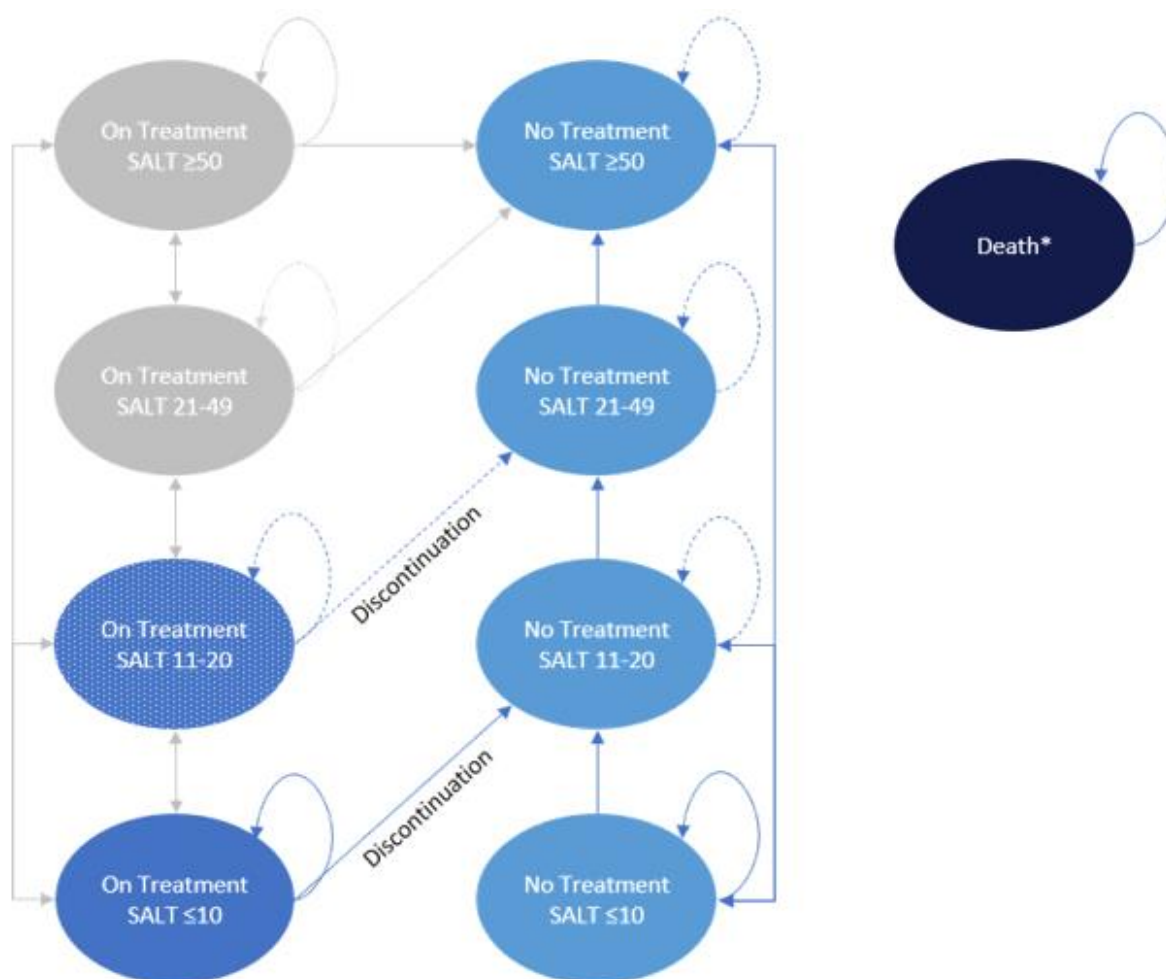 On Treatment
SALT ≥50
No Treatment
SALT ≥50
Death*
On Treatment
SALT 21-49
No Treatment
SALT 21-49
Discontinuation
On Treatment
SALT 11-20
No Treatment
SALT 11-20
Discontinuation
On Treatment
SALT ≤10
No Treatment
SALT ≤10